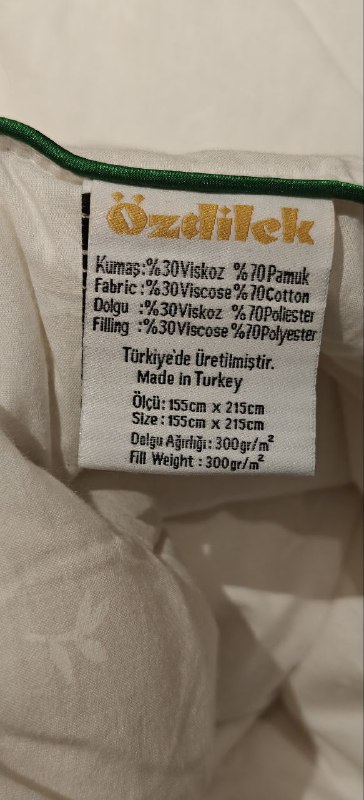 Özdilek
Kumaş:%30Viskoz %70Pamuk
Fabric :%30Viscose %70Cotton
Dolgu :%30Viskoz %70Poliester
Filling :%30Viscose %70Polyester
Türkiye'de Üretilmiştir.
Made in Turkey
Ölçü: 155cm x 215cm
Size : 155cm x 215cm
Dolgu Ağırlığı: 300gr/m²
Fill Weight : 300gr/m²